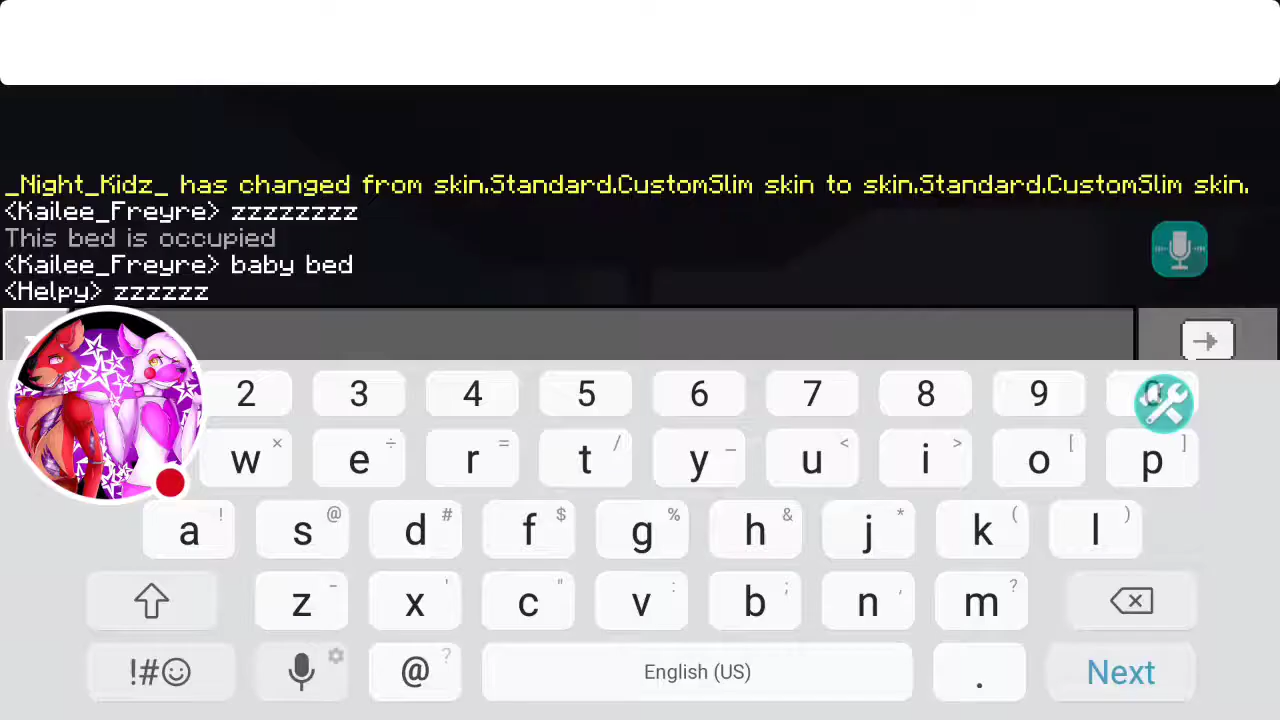 _Night_Kidz_ has changed from skin.Standard.CustomSlim skin to skin.Standard.CustomSlim skin.
<Kailee_Freyre> zzzzzzzz
This bed is occupied
<Kailee_Freyre> baby bed
<Helpy> zzzzzz
2 3 4 5 6 7 8 9 0
w × e ÷ r = t / y _ u < i > o [ p ]
a ! s @ d # f $ g % h & j * k ( l )
z - x ' c " v : b ; n , m ?
!#☺ @ ? English (US) . Next